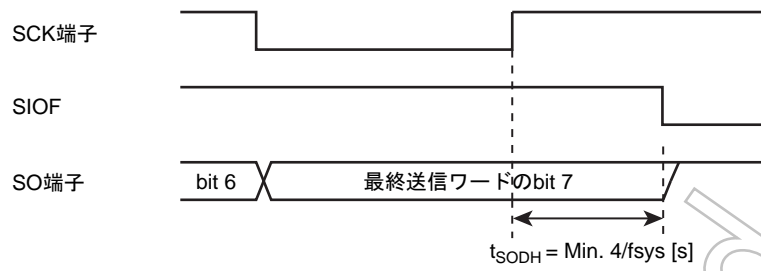 SCK端子
SIOF
SO端子
bit 6
最終送信ワードのbit 7
tSODH = Min. 4/fsys [s]